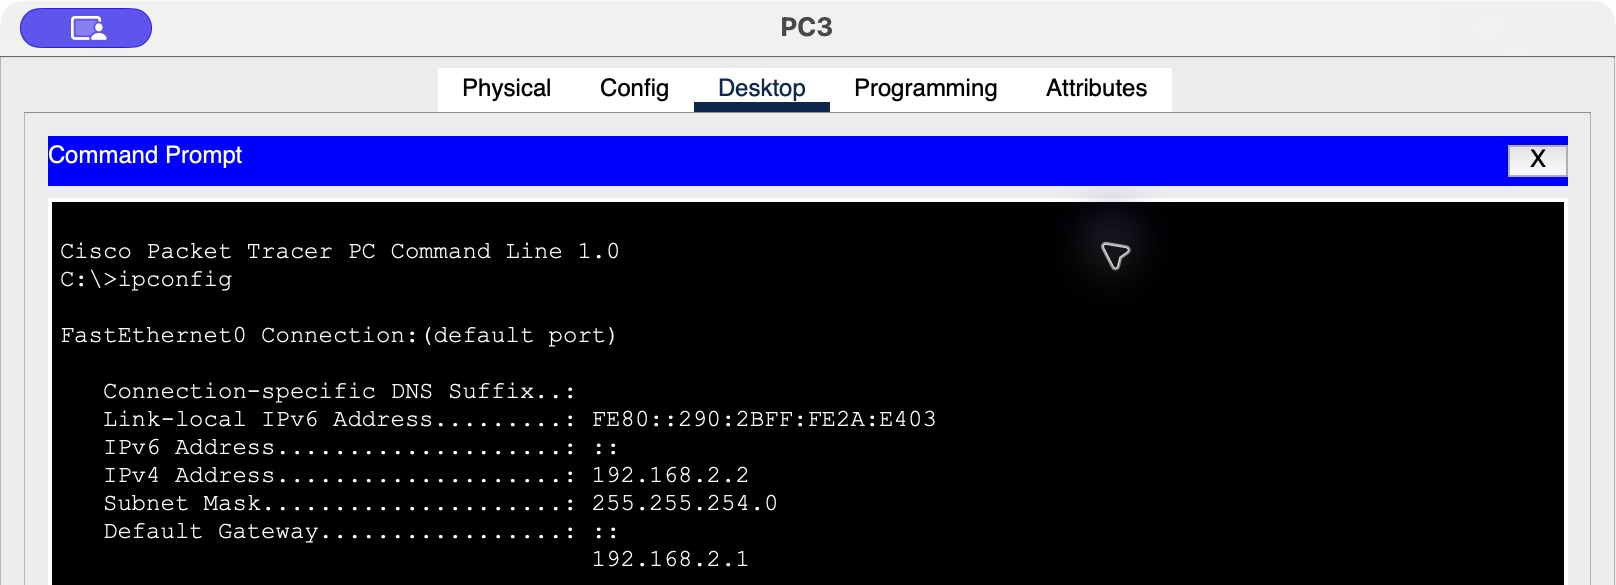 PC3
Physical Config Desktop Programming Attributes
Command Prompt X
Cisco Packet Tracer PC Command Line 1.0
C:\>ipconfig
FastEthernet0 Connection:(default port)
Connection-specific DNS Suffix..:
Link-local IPv6 Address.........: FE80::290:2BFF:FE2A:E403
IPv6 Address....................: ::
IPv4 Address....................: 192.168.2.2
Subnet Mask.....................: 255.255.254.0
Default Gateway.................: ::
192.168.2.1